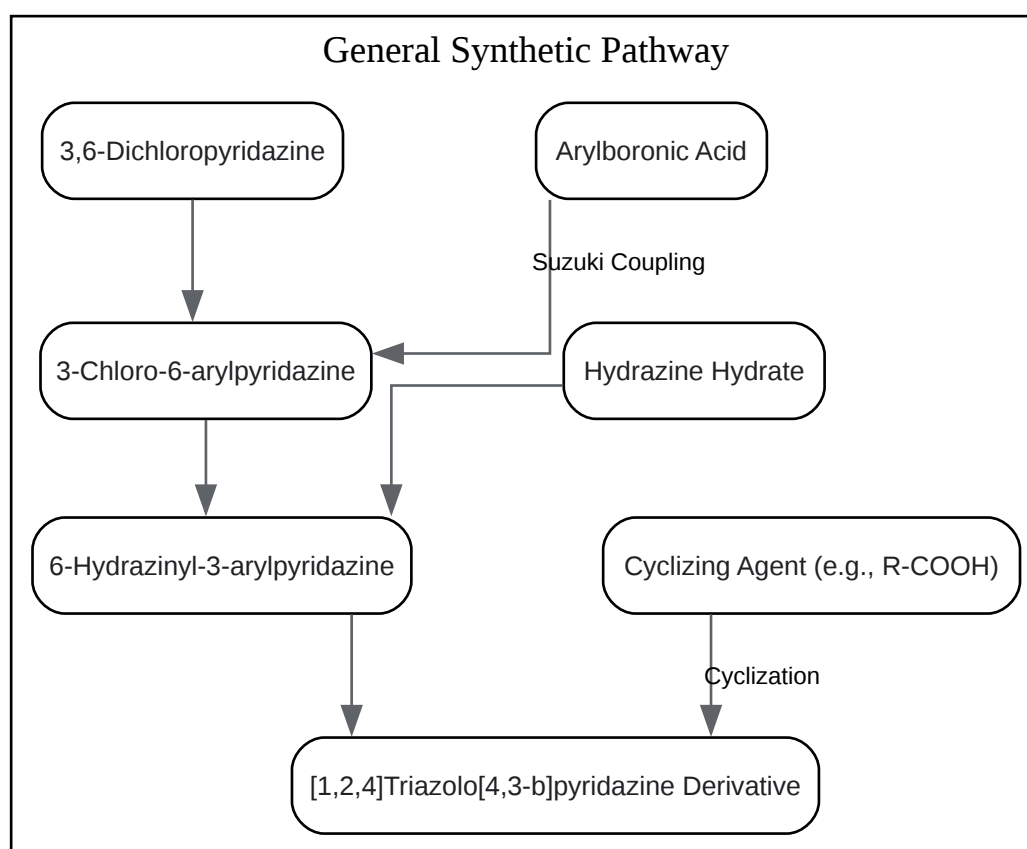 General Synthetic Pathway
3,6-Dichloropyridazine
Arylboronic Acid
Suzuki Coupling
3-Chloro-6-arylpyridazine
Hydrazine Hydrate
6-Hydrazinyl-3-arylpyridazine
Cyclizing Agent (e.g., R-COOH)
Cyclization
[1,2,4]Triazolo[4,3-b]pyridazine Derivative